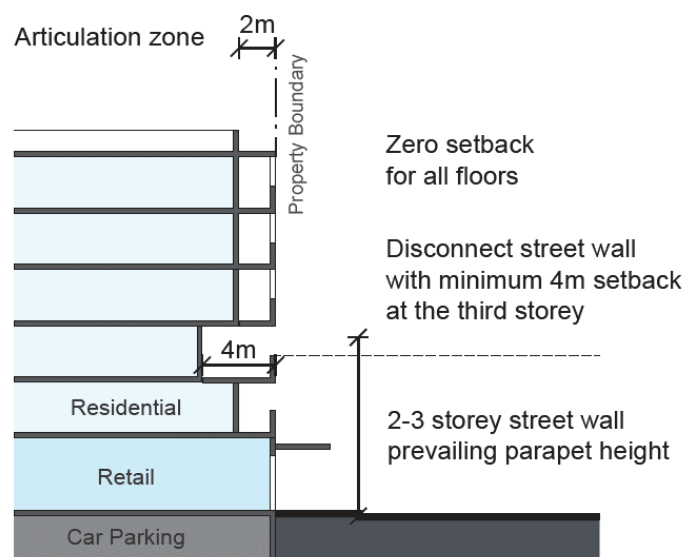 2m
Articulation zone
Property Boundary
Zero setback
for all floors
Disconnect street wall
with minimum 4m setback
at the third storey
4m
Residential
2-3 storey street wall
prevailing parapet height
Retail
Car Parking